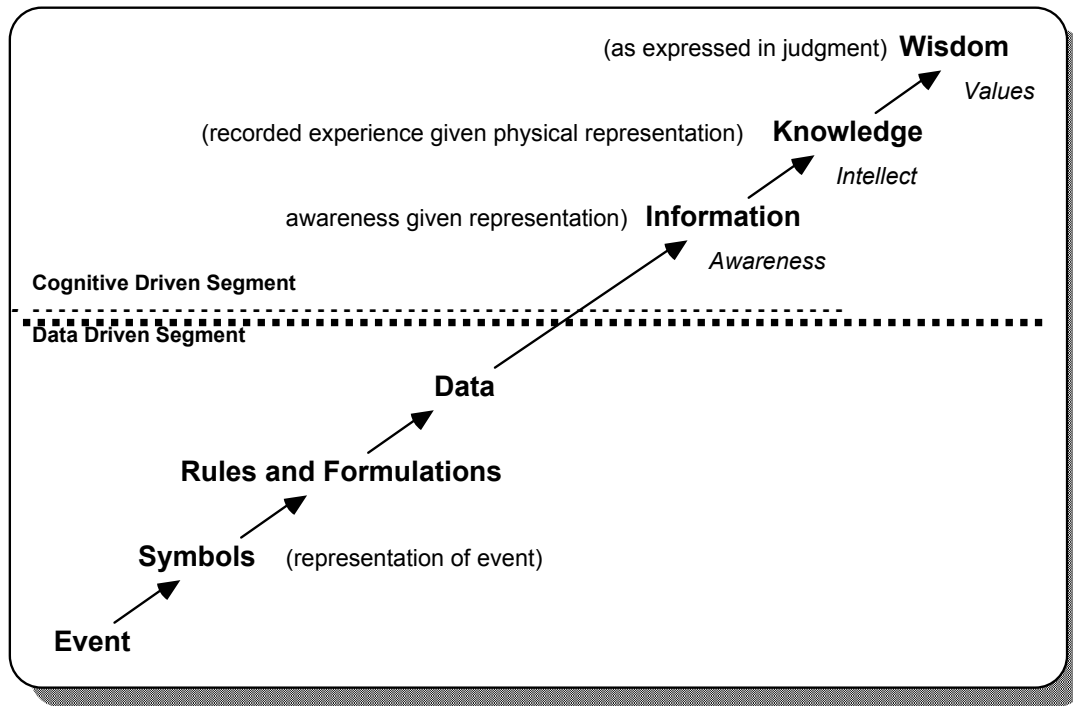 (as expressed in judgment) Wisdom
Values
(recorded experience given physical representation) Knowledge
Intellect
awareness given representation) Information
Awareness
Cognitive Driven Segment
Data Driven Segment
Data
Rules and Formulations
Symbols (representation of event)
Event